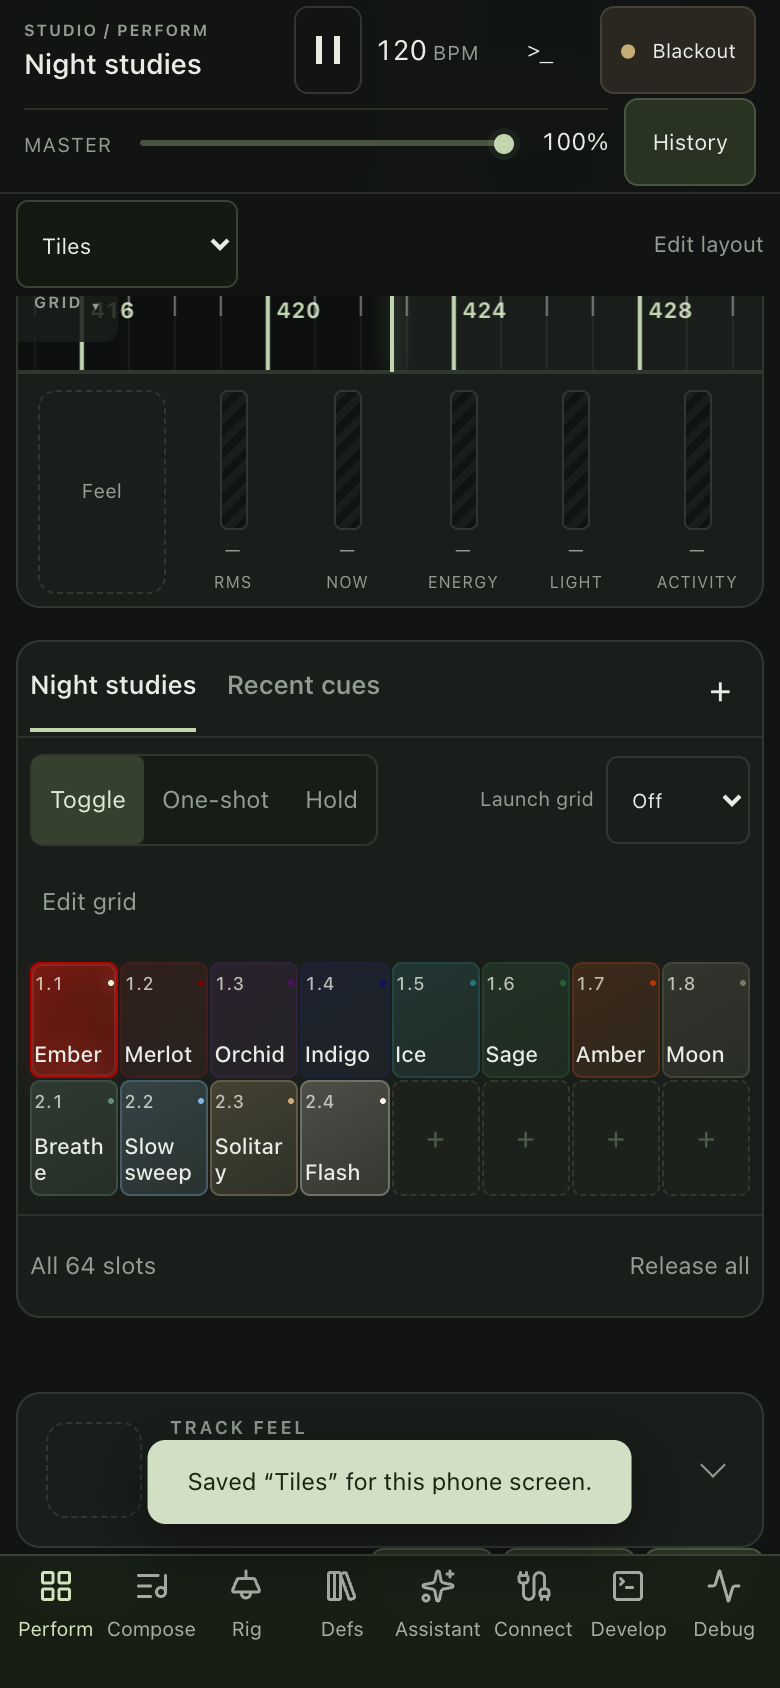 STUDIO / PERFORM
Night studies
120 BPM
>_
Blackout
MASTER
100%
History
Tiles
Edit layout
GRID ▾
416
420
424
428
Feel
—
—
—
—
—
RMS
NOW
ENERGY
LIGHT
ACTIVITY
Night studies
Recent cues
+
Toggle
One-shot
Hold
Launch grid
Off
Edit grid
1.1
1.2
1.3
1.4
1.5
1.6
1.7
1.8
Ember
Merlot
Orchid
Indigo
Ice
Sage
Amber
Moon
2.1
2.2
2.3
2.4
Breath
e
Slow
sweep
Solitar
y
Flash
+
+
+
+
All 64 slots
Release all
TRACK FEEL
Saved “Tiles” for this phone screen.
Perform
Compose
Rig
Defs
Assistant
Connect
Develop
Debug